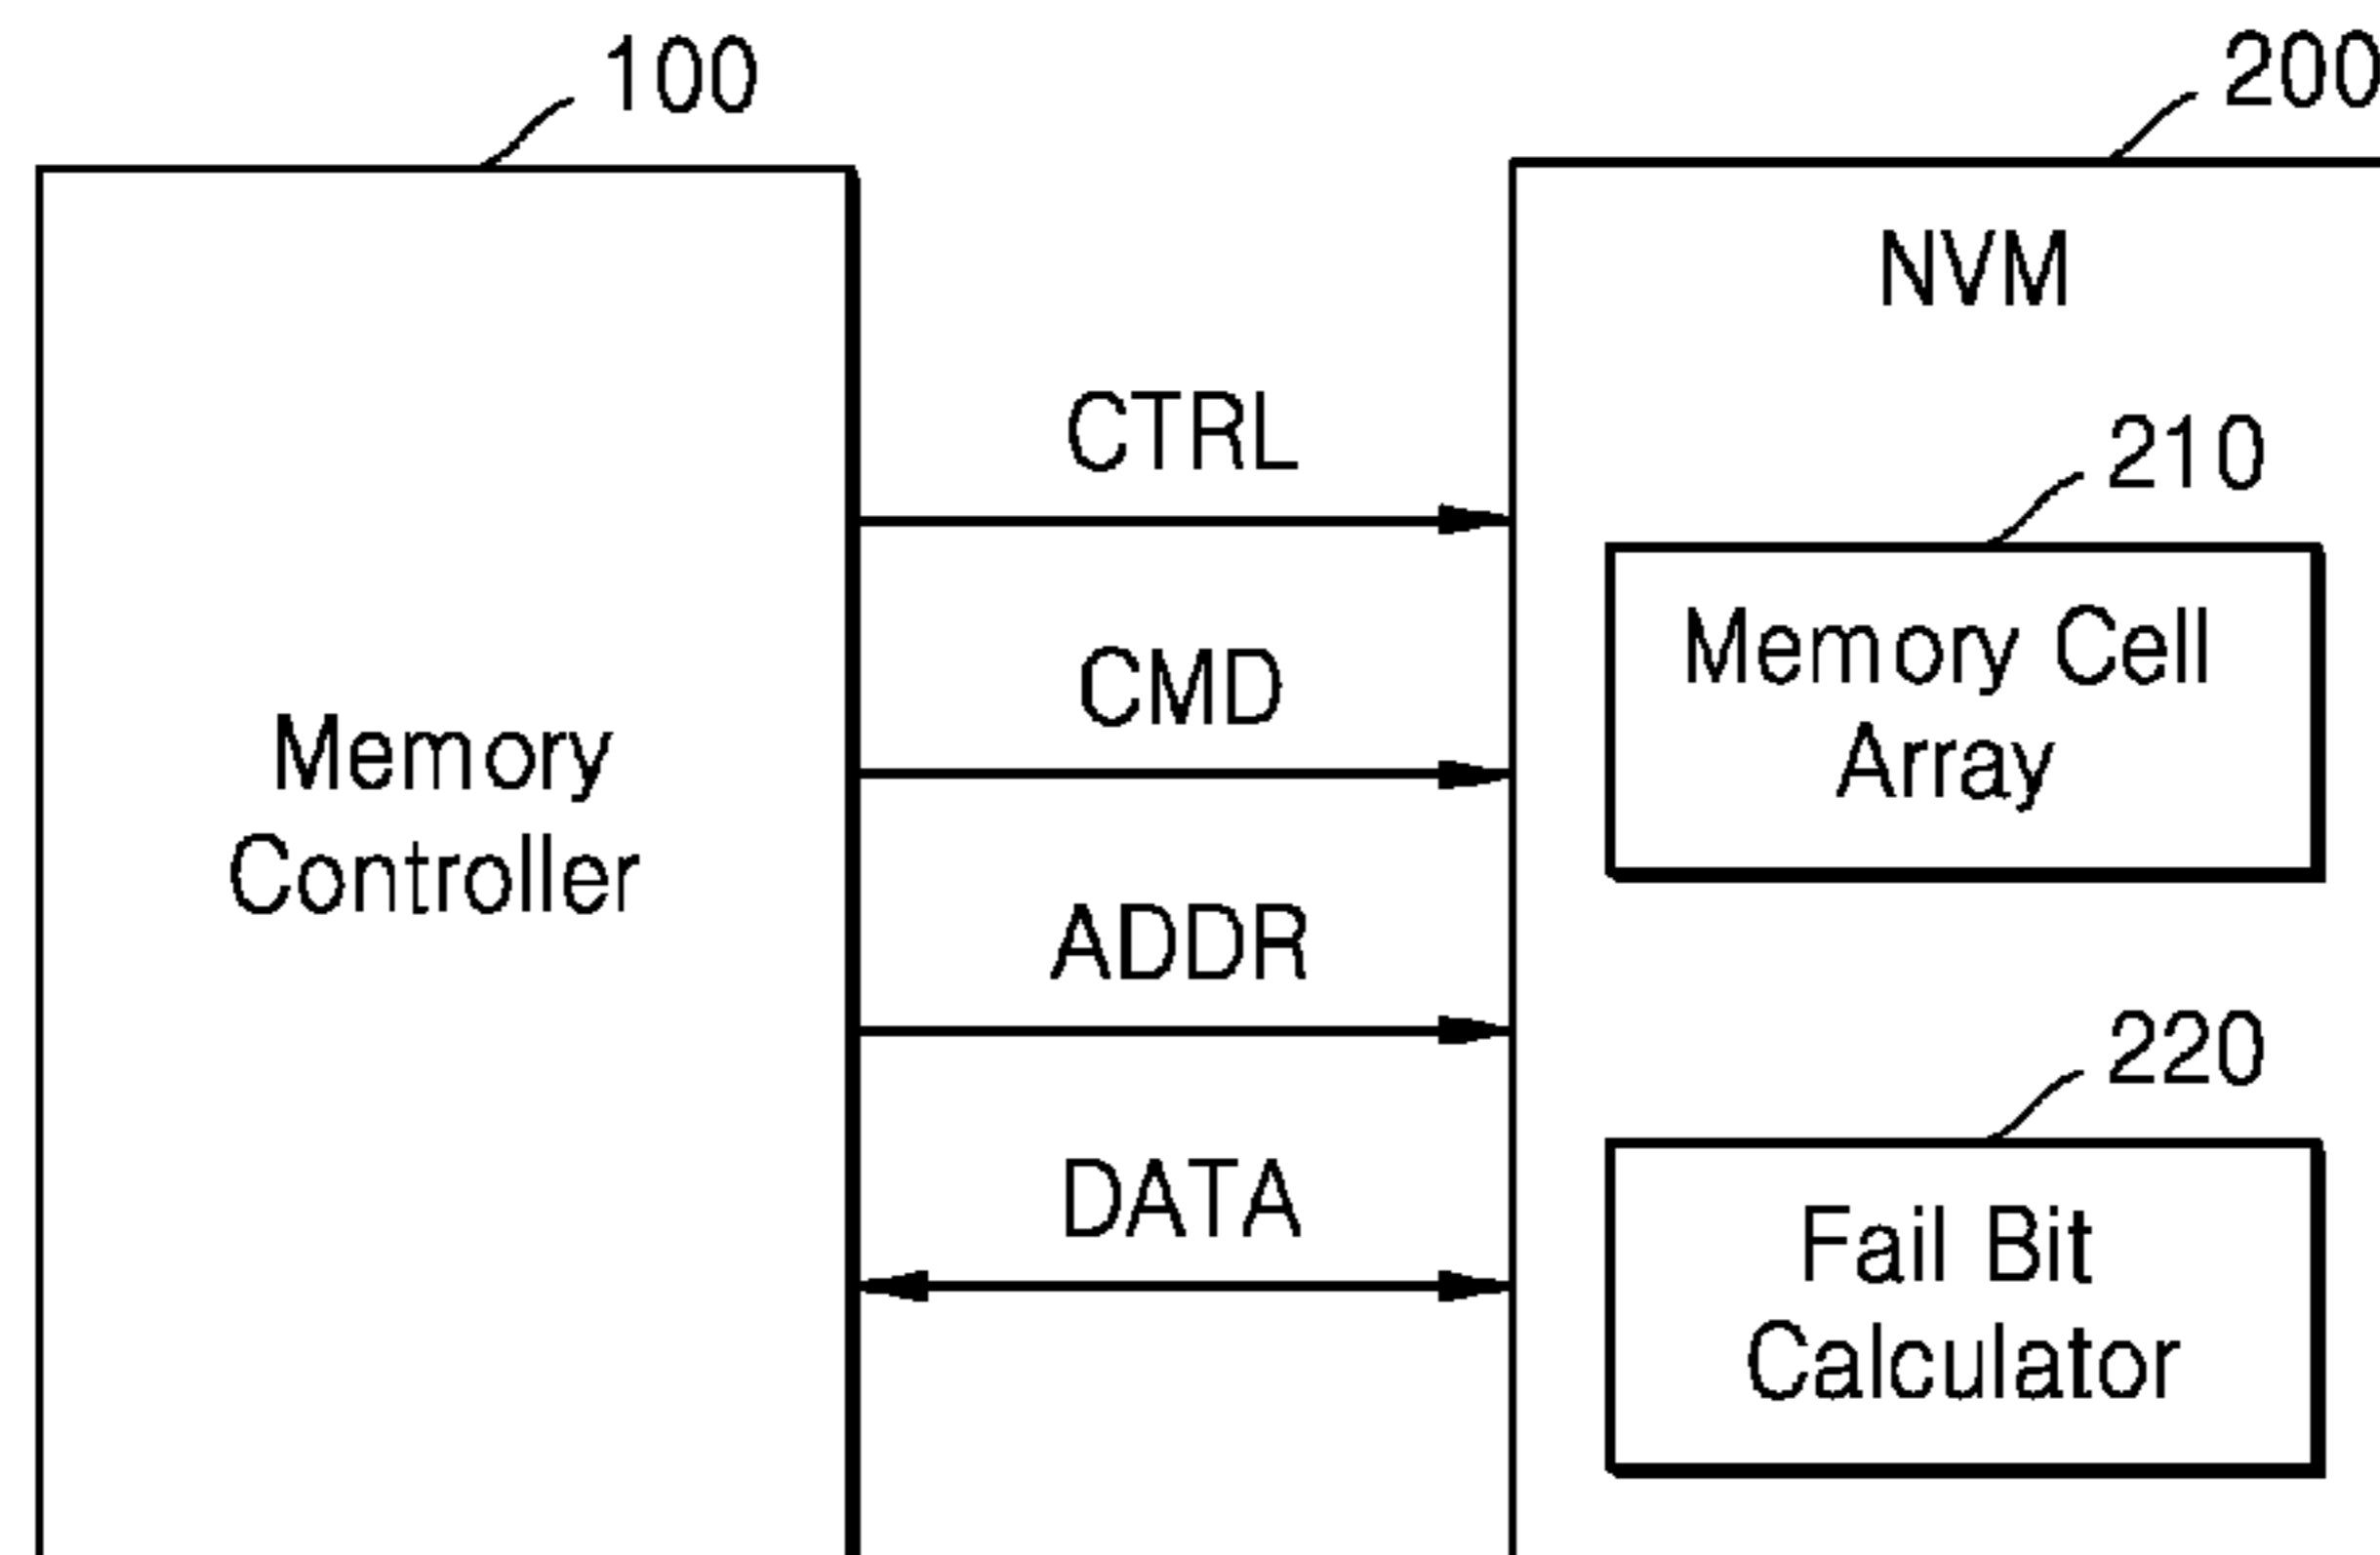 100
200
NVM
CTRL
210
Memory Cell
Array
CMD
Memory
Controller
ADDR
220
DATA
Fail Bit
Calculator